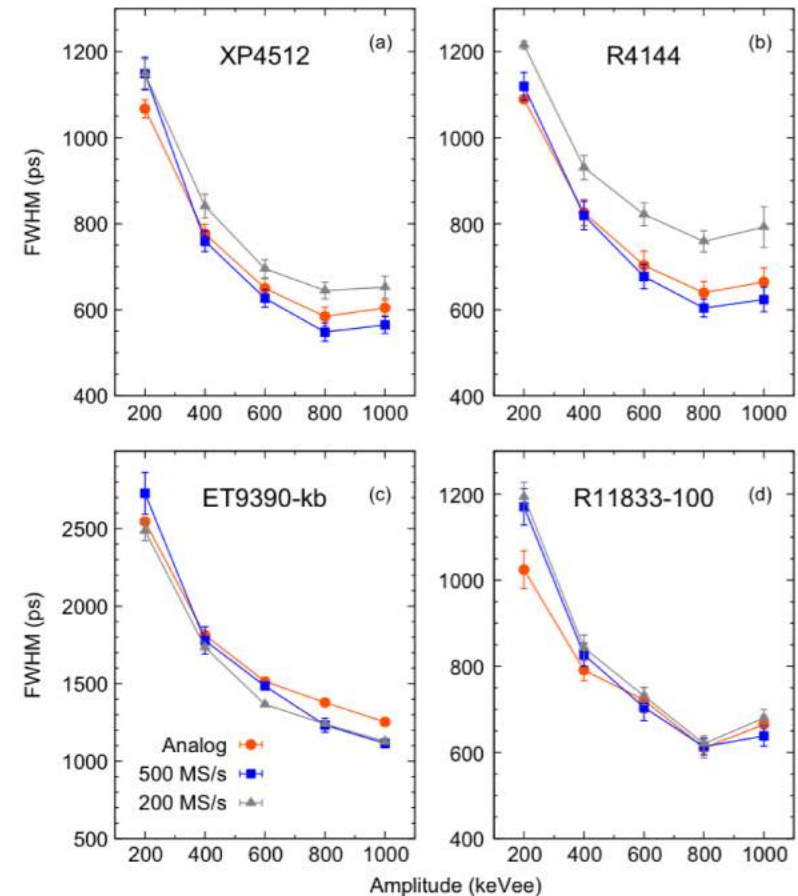 XP4512 (a)
FWHM (ps)
1200
1000
800
600
400
200 400 600 800 1000
R4144 (b)
1200
1000
800
600
400
200 400 600 800 1000
ET9390-kb (c)
FWHM (ps)
2500
2000
1500
1000
500
Analog
500 MS/s
200 MS/s
200 400 600 800 1000
R11833-100 (d)
1200
1000
800
600
400
200 400 600 800 1000
Amplitude (keVee)